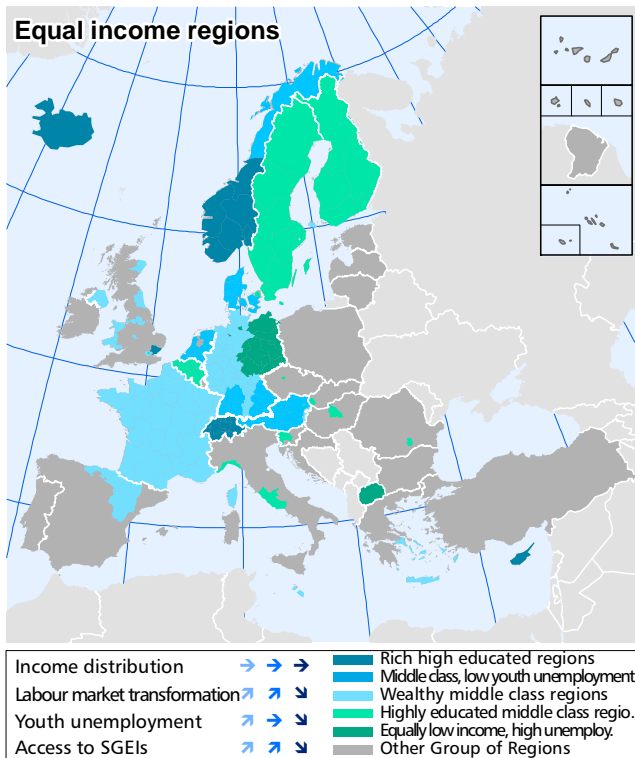 Equal income regions
Income distribution
Labour market transformation
Youth unemployment
Access to SGEIs
Rich high educated regions
Middle class, low youth unemployment
Wealthy middle class regions
Highly educated middle class regio.
Equally low income, high unemploy.
Other Group of Regions